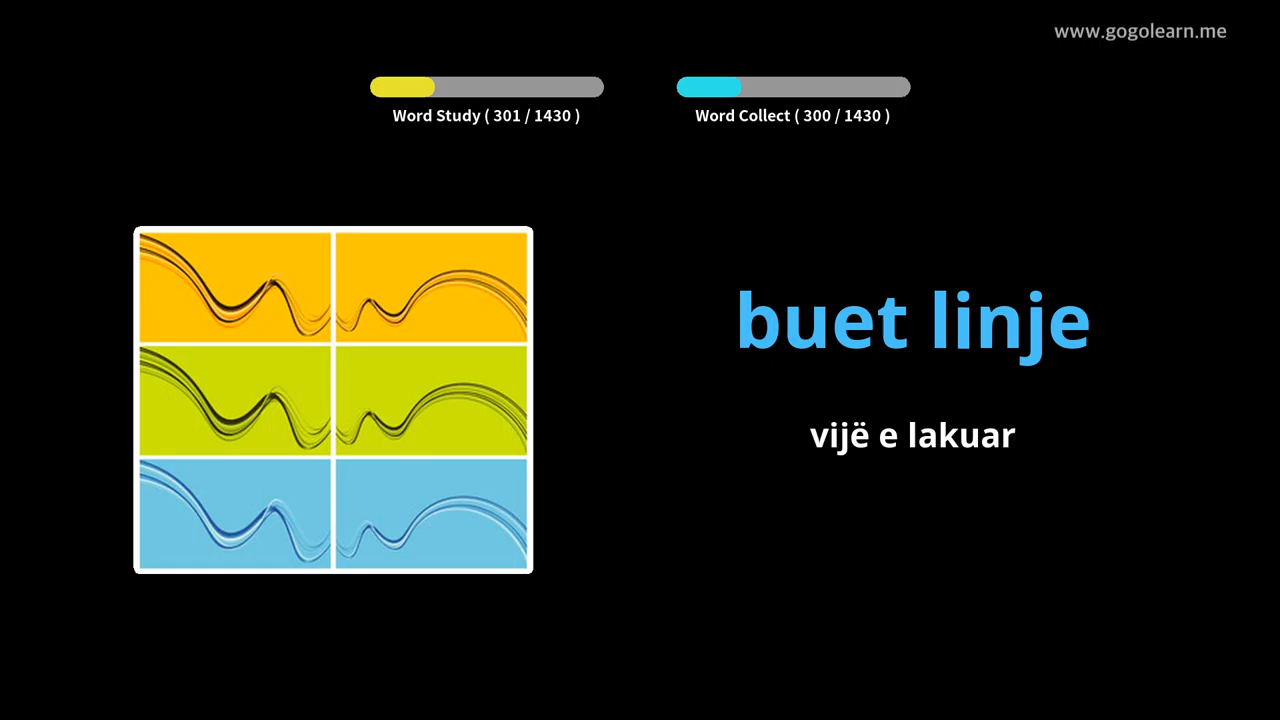 www.gogolearn.me
Word Study ( 301 / 1430 )
Word Collect ( 300 / 1430 )
buet linje
vijë e lakuar